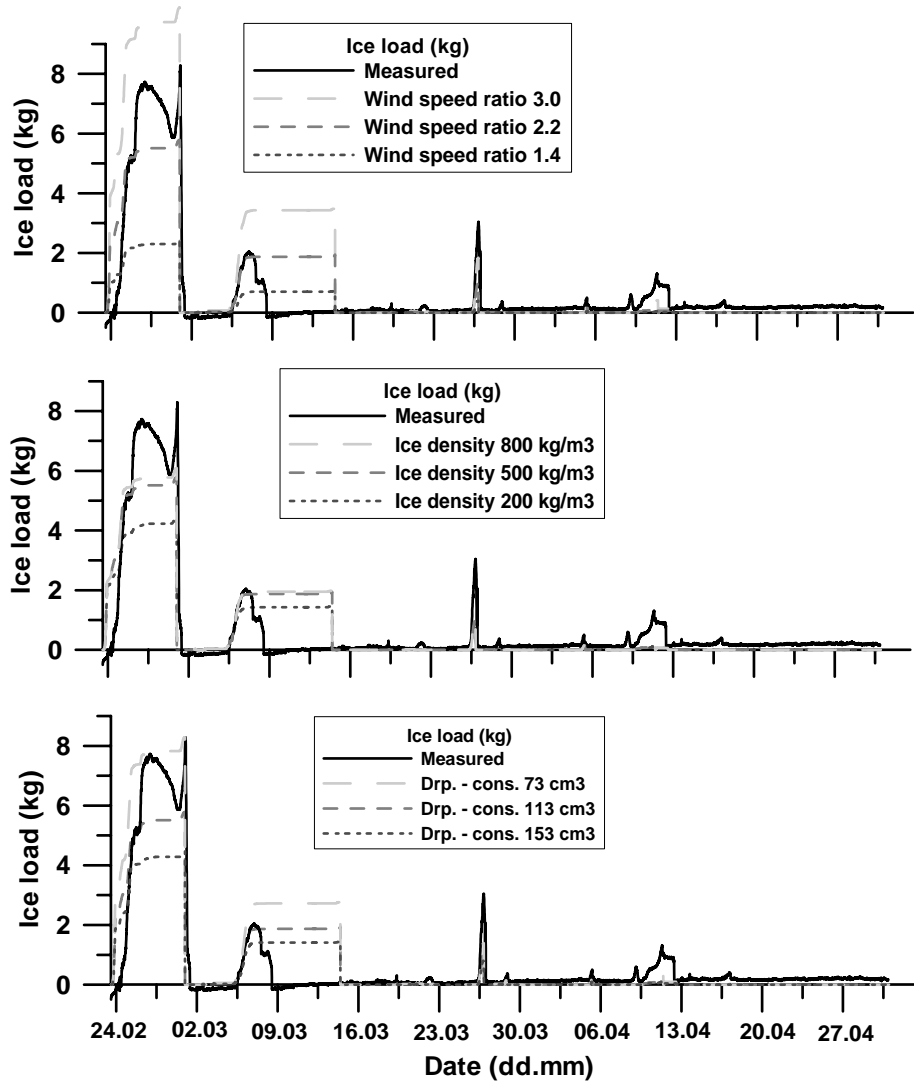 Ice load (kg)
8
6
4
2
0
Ice load (kg)
Measured
Wind speed ratio 3.0
Wind speed ratio 2.2
Wind speed ratio 1.4
Ice load (kg)
8
6
4
2
0
Ice load (kg)
Measured
Ice density 800 kg/m3
Ice density 500 kg/m3
Ice density 200 kg/m3
Ice load (kg)
8
6
4
2
0
Ice load (kg)
Measured
Drp. - cons. 73 cm3
Drp. - cons. 113 cm3
Drp. - cons. 153 cm3
24.02 02.03 09.03 16.03 23.03 30.03 06.04 13.04 20.04 27.04
Date (dd.mm)